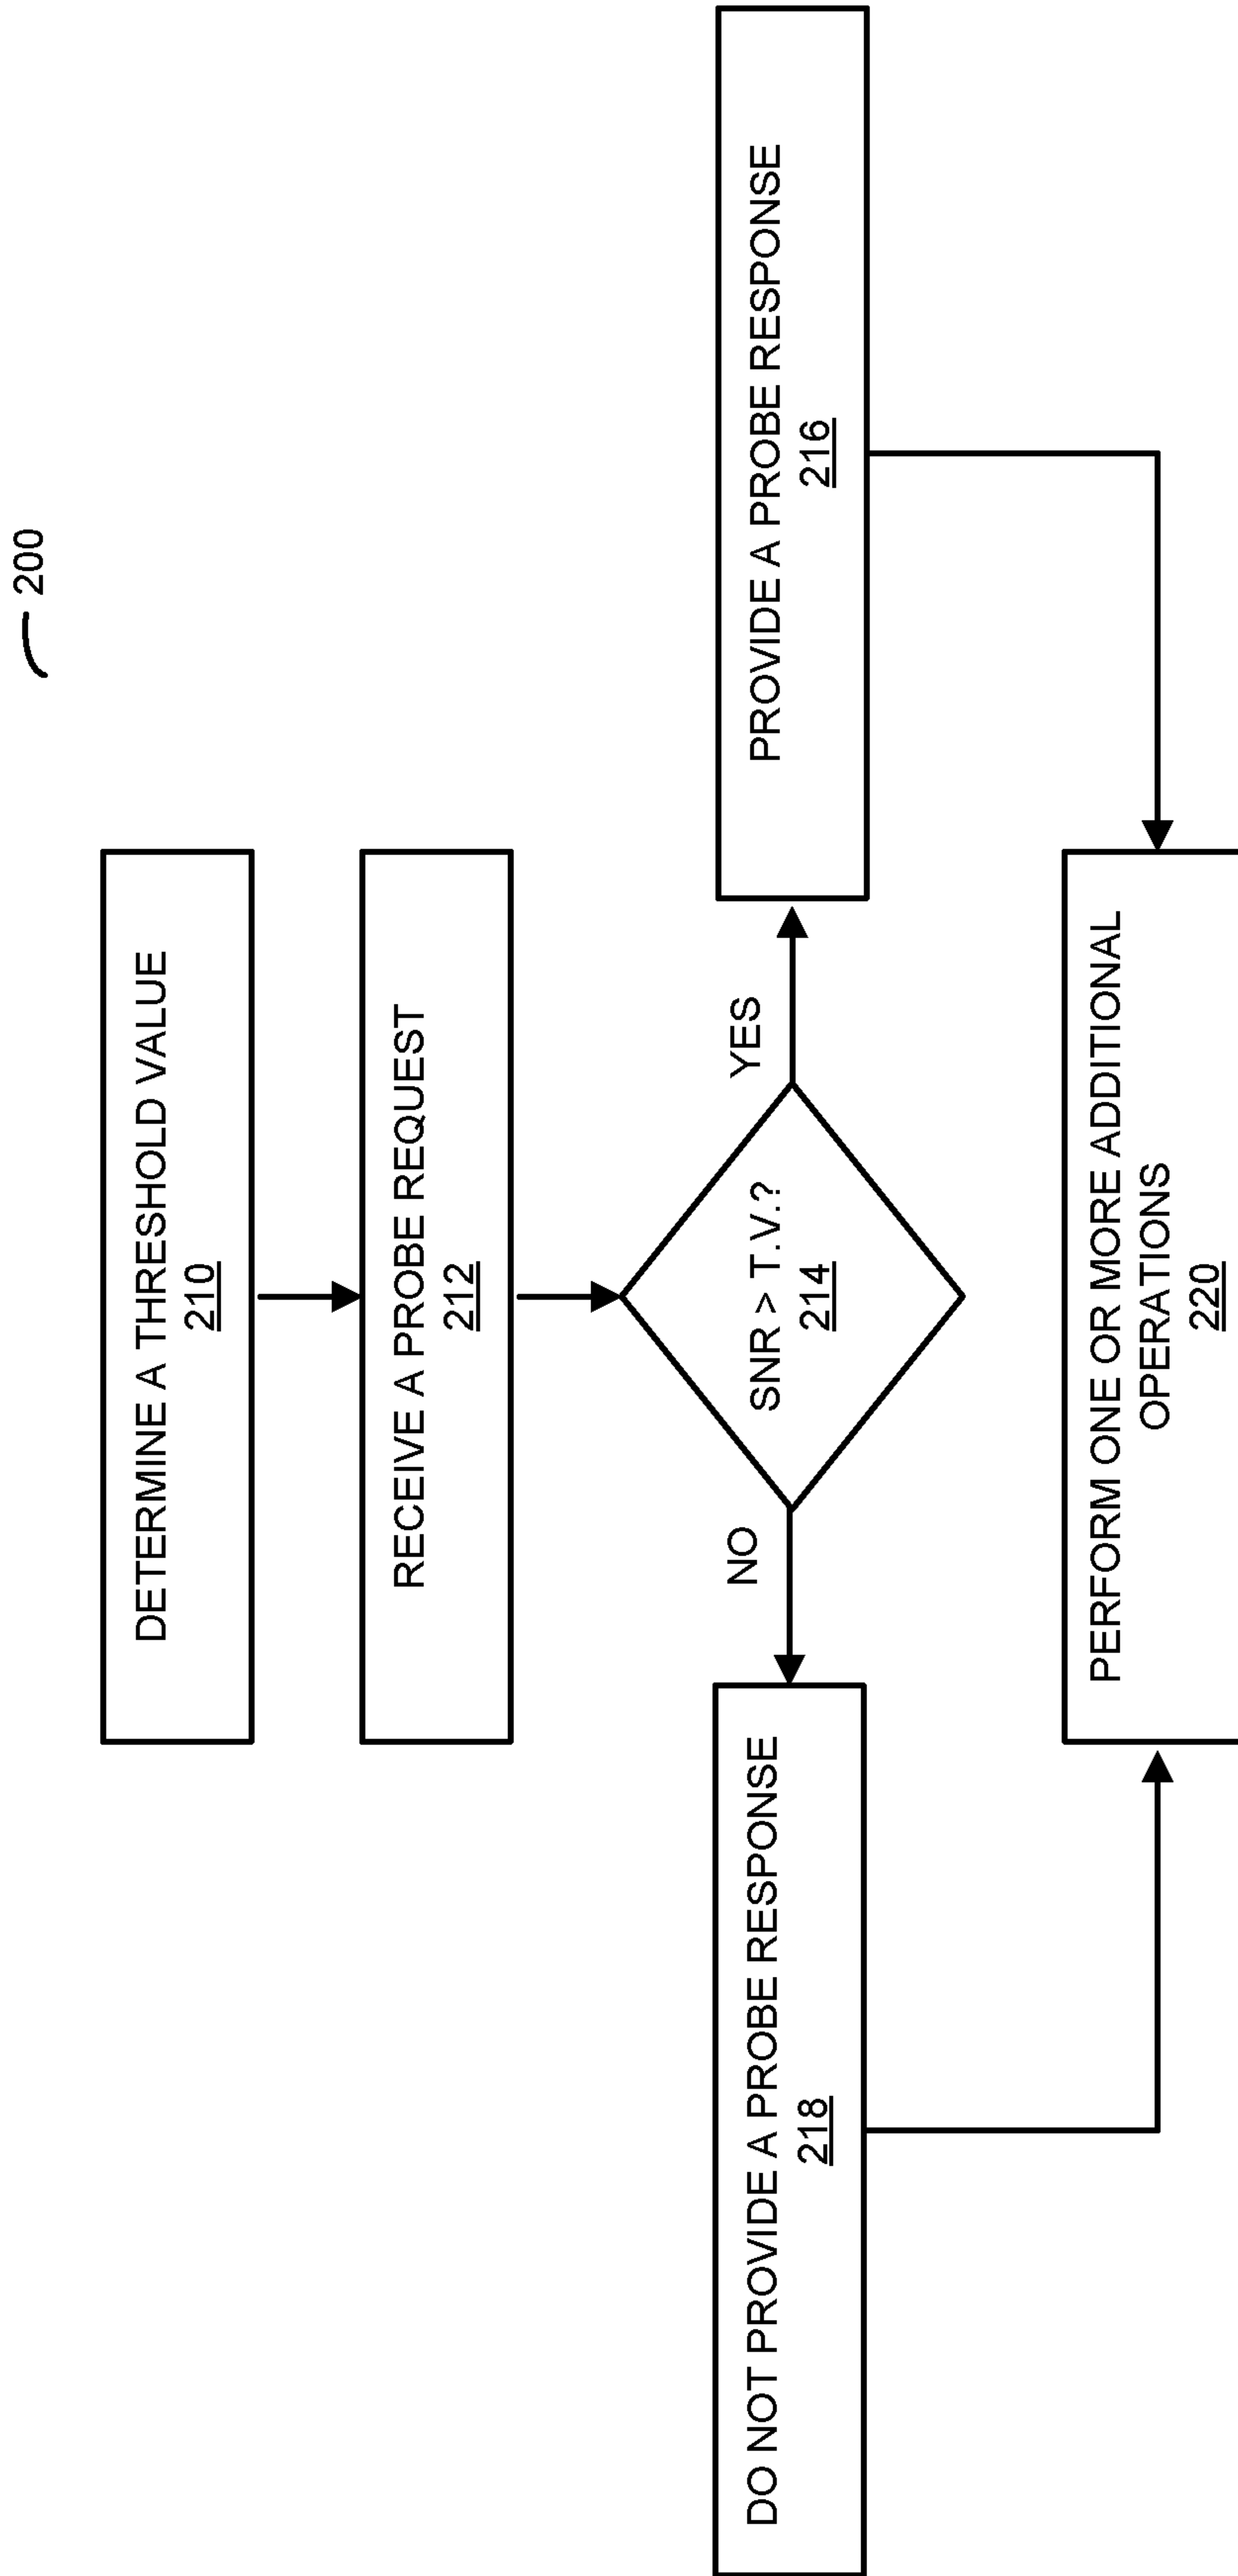 200
DETERMINE A THRESHOLD VALUE
210
RECEIVE A PROBE REQUEST
212
SNR > T.V.?
214
NO
YES
DO NOT PROVIDE A PROBE RESPONSE
218
PROVIDE A PROBE RESPONSE
216
PERFORM ONE OR MORE ADDITIONAL
OPERATIONS
220